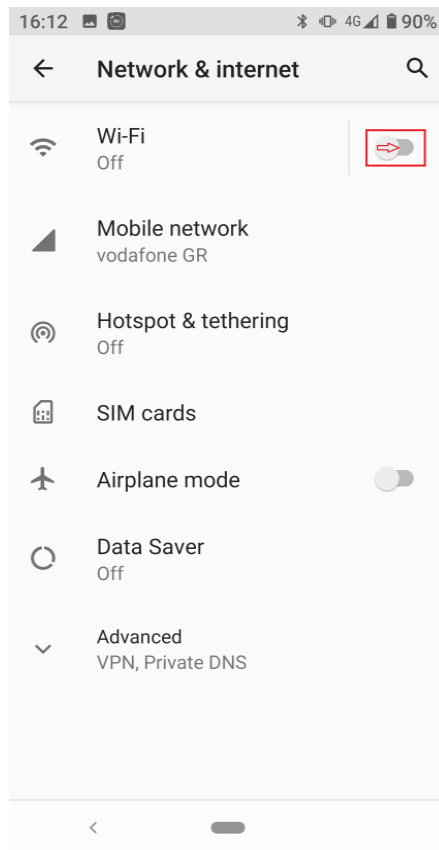 16:12 4G 90%
Network & internet
Wi-Fi
Off
Mobile network
vodafone GR
Hotspot & tethering
Off
SIM cards
Airplane mode
Data Saver
Off
Advanced
VPN, Private DNS